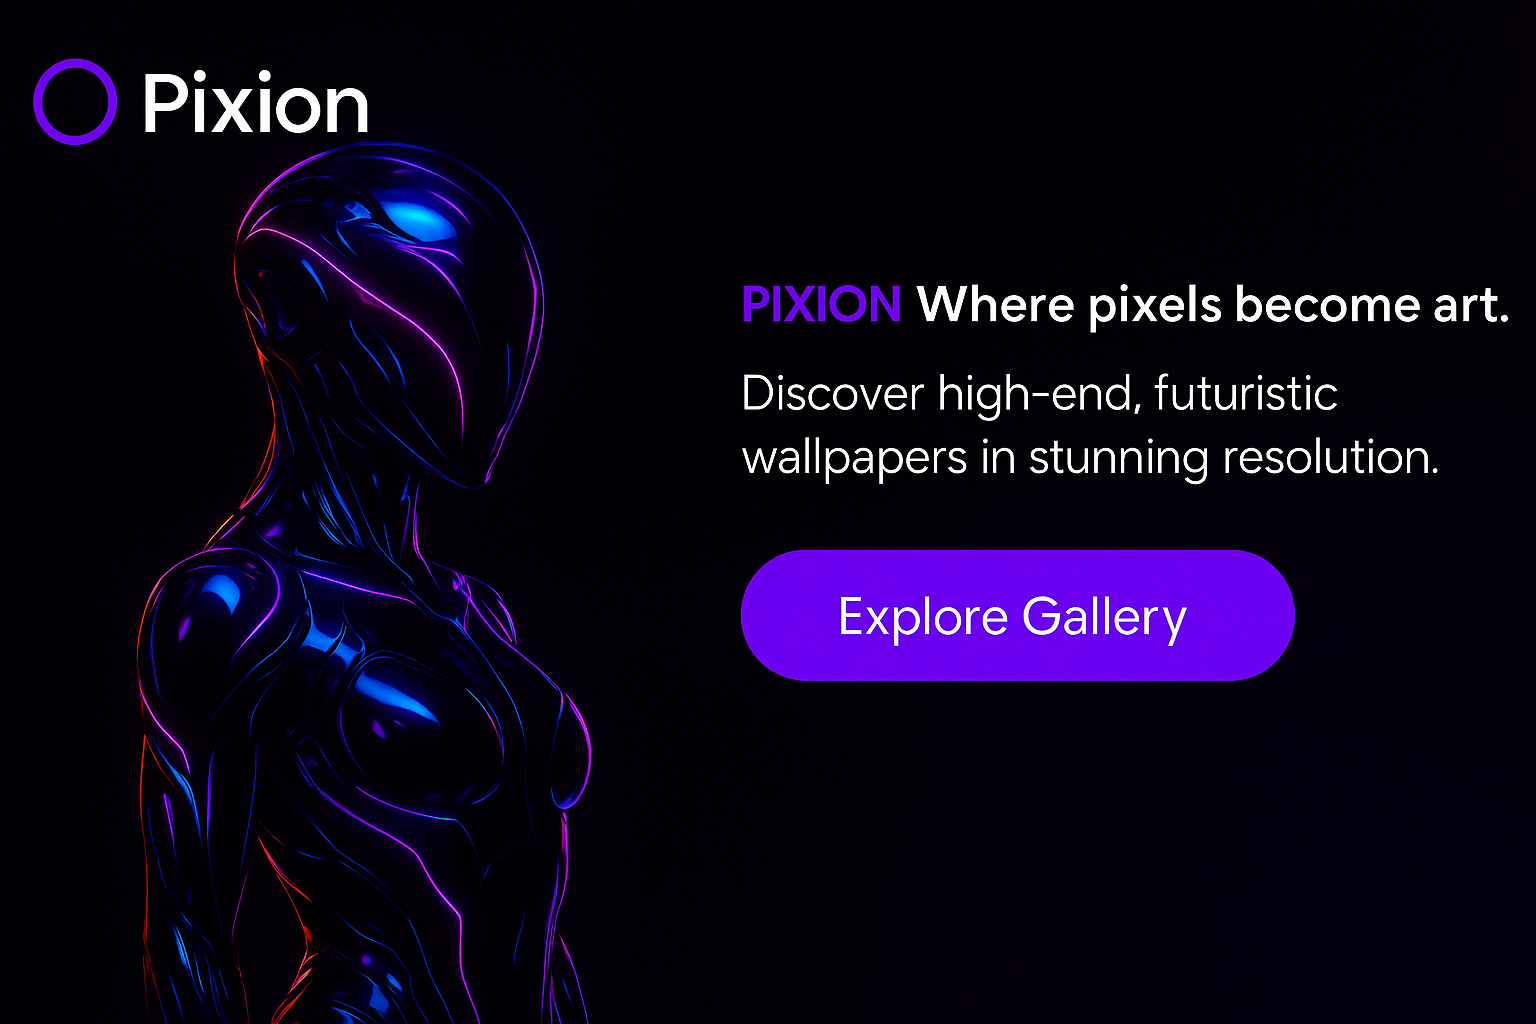 Pixion
PIXION Where pixels become art.
Discover high-end, futuristic
wallpapers in stunning resolution.
Explore Gallery